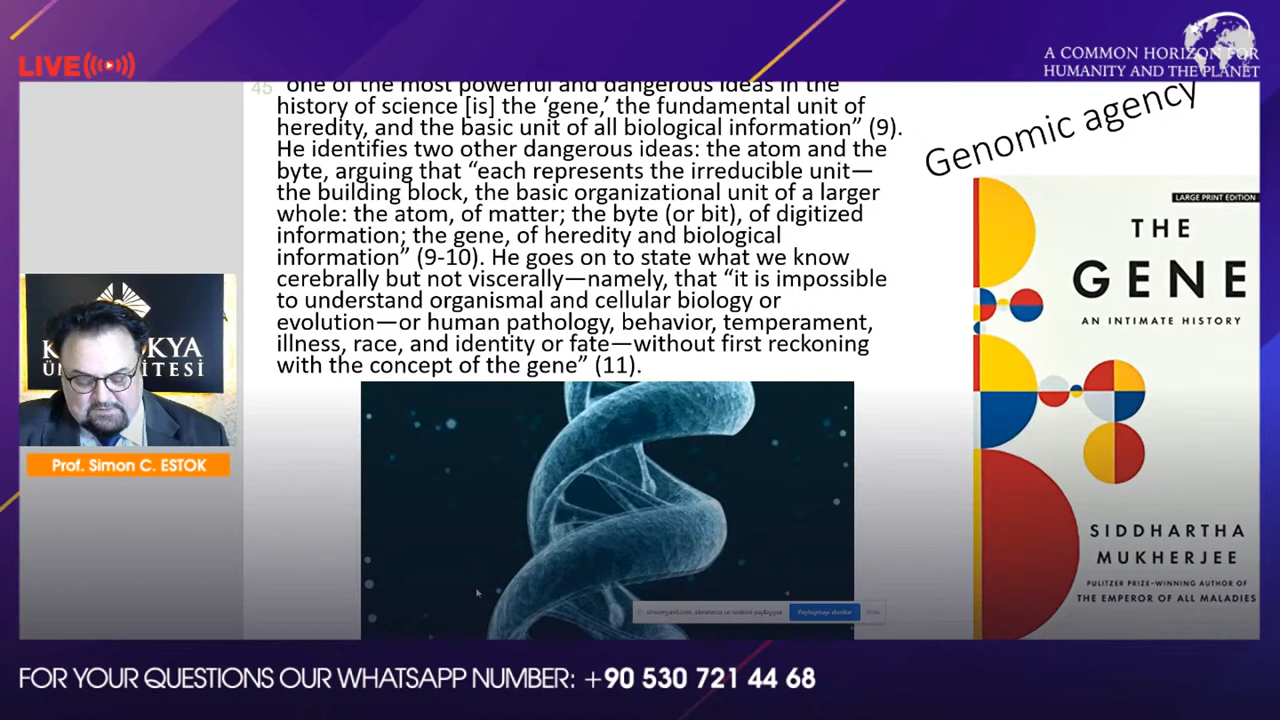 LIVE
A COMMON HORIZON FOR
HUMANITY AND THE PLANET
45
“one of the most powerful and dangerous ideas in the
history of science [is] the ‘gene,’ the fundamental unit of
heredity, and the basic unit of all biological information” (9).
He identifies two other dangerous ideas: the atom and the
byte, arguing that “each represents the irreducible unit—
the building block, the basic organizational unit of a larger
whole: the atom, of matter; the byte (or bit), of digitized
information; the gene, of heredity and biological
information” (9-10). He goes on to state what we know
cerebrally but not viscerally—namely, that “it is impossible
to understand organismal and cellular biology or
evolution—or human pathology, behavior, temperament,
illness, race, and identity or fate—without first reckoning
with the concept of the gene” (11).
Genomic agency
LARGE PRINT EDITION
THE
GENE
AN INTIMATE HISTORY
SIDDHARTHA
MUKHERJEE
PULITZER PRIZE–WINNING AUTHOR OF
THE EMPEROR OF ALL MALADIES
KYA
TESİ
Prof. Simon C. ESTOK
Paylaşmayı durdur
FOR YOUR QUESTIONS OUR WHATSAPP NUMBER: +90 530 721 44 68